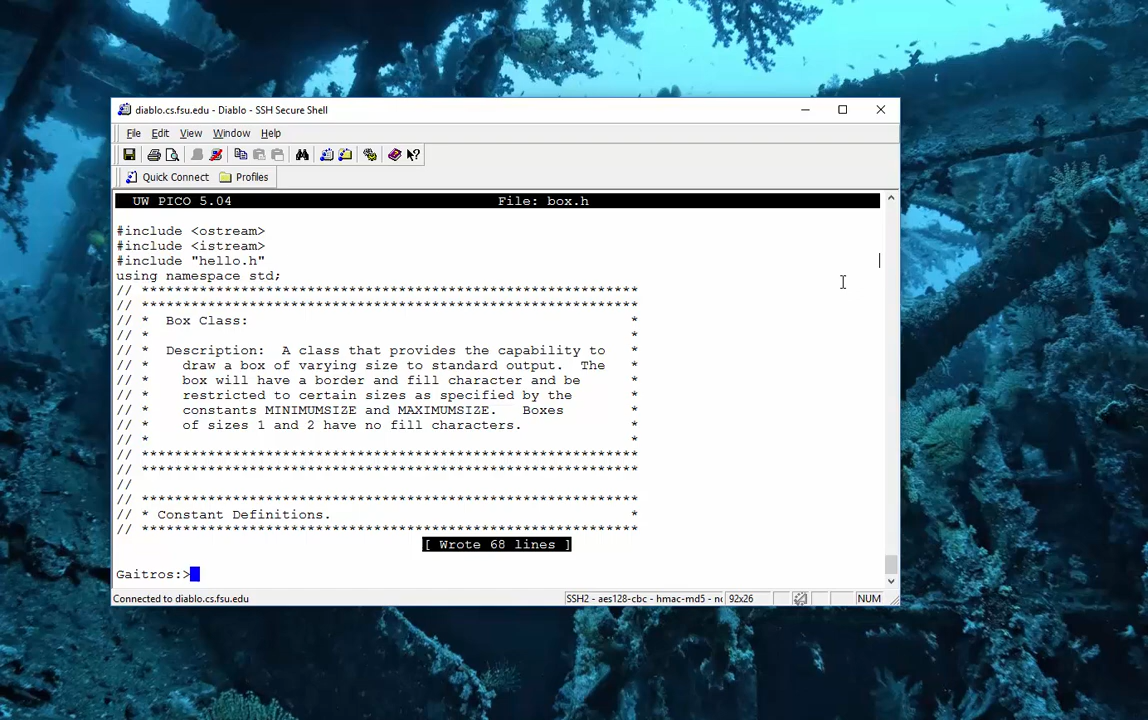 diablo.cs.fsu.edu - Diablo - SSH Secure Shell
File Edit View Window Help
Quick Connect Profiles
UW PICO 5.04 File: box.h
#include <ostream>
#include <istream>
#include "hello.h"
using namespace std;
// ************************************************************
// ************************************************************
// * Box Class: *
// * *
// * Description: A class that provides the capability to *
// * draw a box of varying size to standard output. The *
// * box will have a border and fill character and be *
// * restricted to certain sizes as specified by the *
// * constants MINIMUMSIZE and MAXIMUMSIZE. Boxes *
// * of sizes 1 and 2 have no fill characters. *
// * *
// ************************************************************
// ************************************************************
//
// ************************************************************
// * Constant Definitions. *
// ************************************************************
[ Wrote 68 lines ]
Gaitros:>
Connected to diablo.cs.fsu.edu SSH2 - aes128-cbc - hmac-md5 - 92x26 NUM